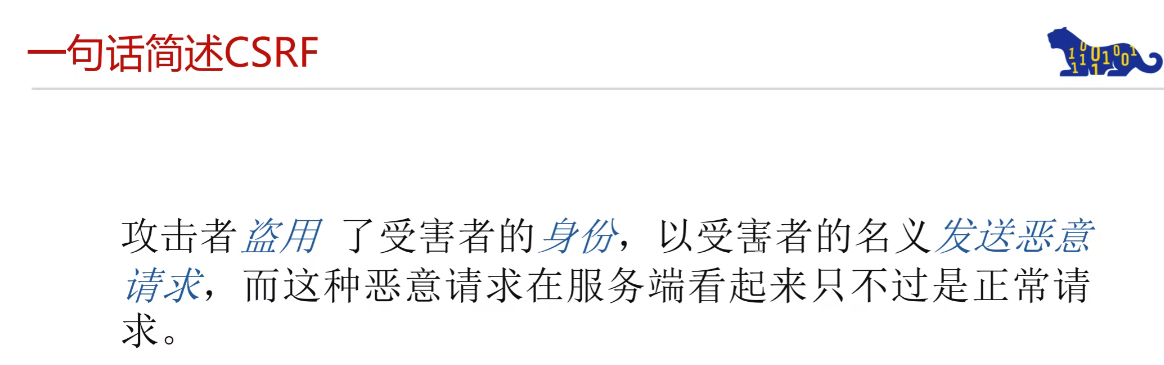 一句话简述CSRF
攻击者盗用 了受害者的身份，以受害者的名义发送恶意
请求，而这种恶意请求在服务端看起来只不过是正常请
求。